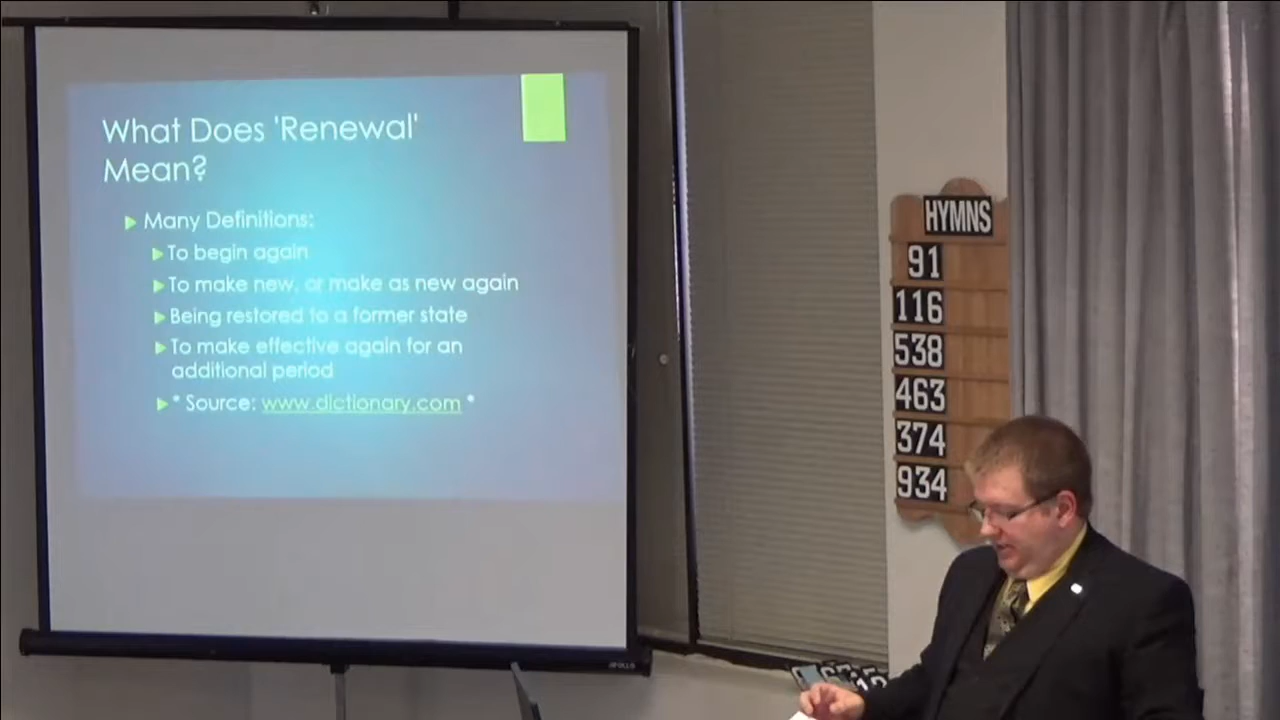 What Does 'Renewal'
Mean?
Many Definitions:
To begin again
To make new, or make as new again
Being restored to a former state
To make effective again for an
additional period
* Source: www.dictionary.com *
APOLLO
HYMNS
91
116
538
463
374
934